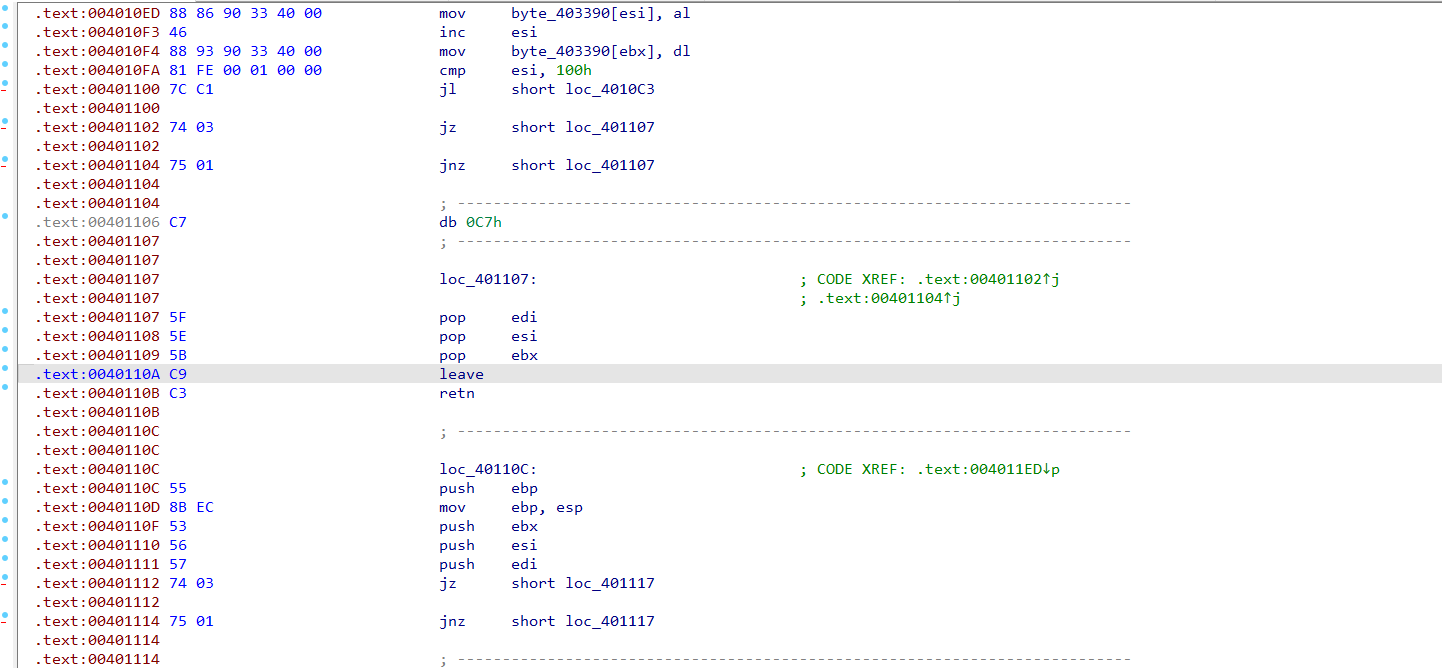 .text:004010ED 88 86 90 33 40 00 mov byte_403390[esi], al
.text:004010F3 46 inc esi
.text:004010F4 88 93 90 33 40 00 mov byte_403390[ebx], dl
.text:004010FA 81 FE 00 01 00 00 cmp esi, 100h
.text:00401100 7C C1 jl short loc_4010C3
.text:00401100
.text:00401102 74 03 jz short loc_401107
.text:00401102
.text:00401104 75 01 jnz short loc_401107
.text:00401104
.text:00401104 ; ---------------------------------------------------------------------------
.text:00401106 C7 db 0C7h
.text:00401107 ; ---------------------------------------------------------------------------
.text:00401107
.text:00401107 loc_401107: ; CODE XREF: .text:00401102↑j
.text:00401107 ; .text:00401104↑j
.text:00401107 5F pop edi
.text:00401108 5E pop esi
.text:00401109 5B pop ebx
.text:0040110A C9 leave
.text:0040110B C3 retn
.text:0040110B
.text:0040110C ; ---------------------------------------------------------------------------
.text:0040110C
.text:0040110C loc_40110C: ; CODE XREF: .text:004011ED↓p
.text:0040110C 55 push ebp
.text:0040110D 8B EC mov ebp, esp
.text:0040110F 53 push ebx
.text:00401110 56 push esi
.text:00401111 57 push edi
.text:00401112 74 03 jz short loc_401117
.text:00401112
.text:00401114 75 01 jnz short loc_401117
.text:00401114
.text:00401114 ; ---------------------------------------------------------------------------